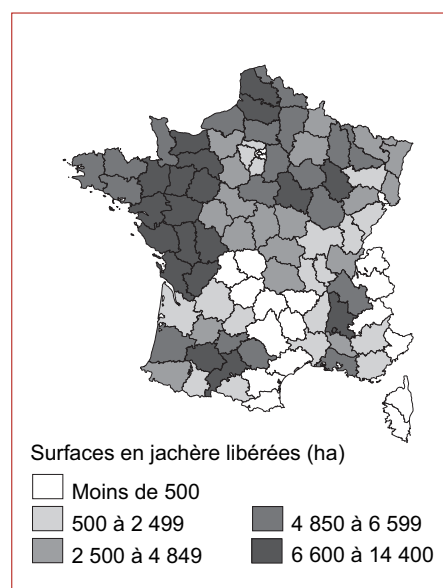 Surfaces en jachère libérées (ha)
Moins de 500
500 à 2 499
2 500 à 4 849
4 850 à 6 599
6 600 à 14 400